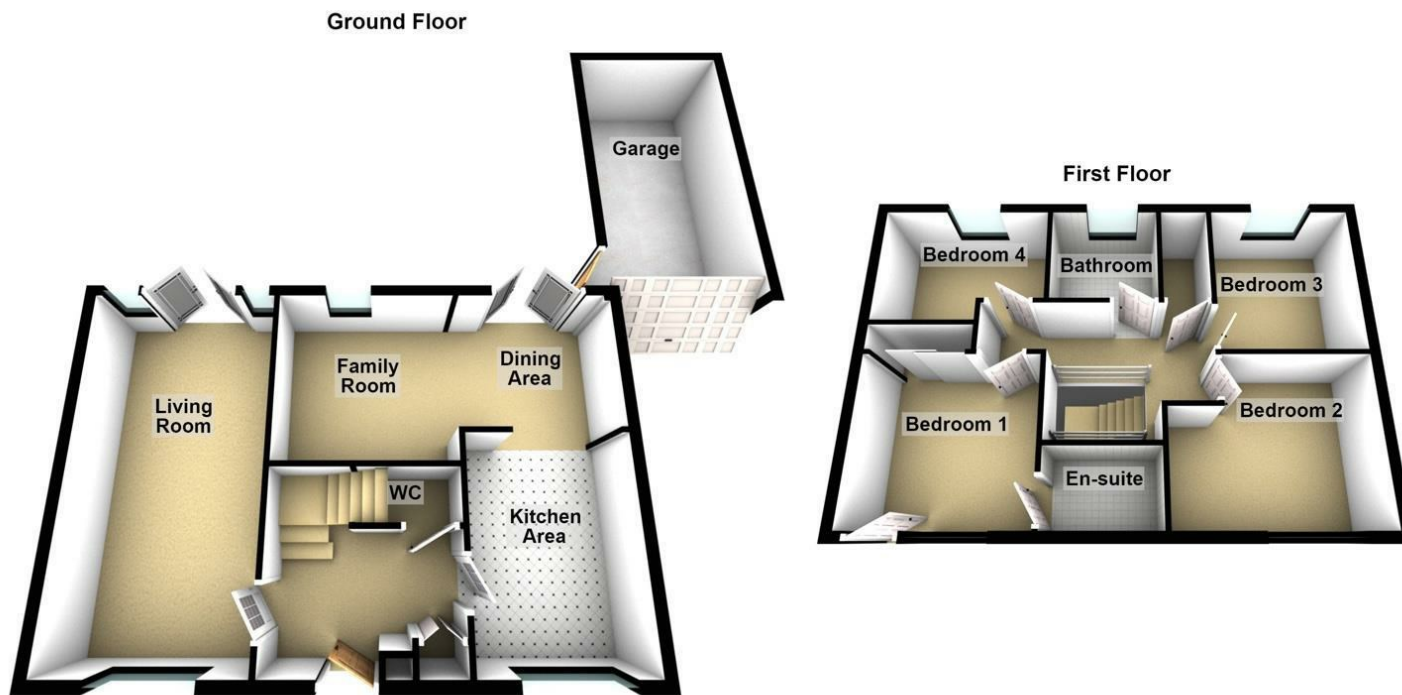 Ground Floor
Garage
Family
Room
Dining
Area
Living
Room
WC
Kitchen
Area
First Floor
Bedroom 4
Bathroom
Bedroom 3
Bedroom 1
Bedroom 2
En-suite